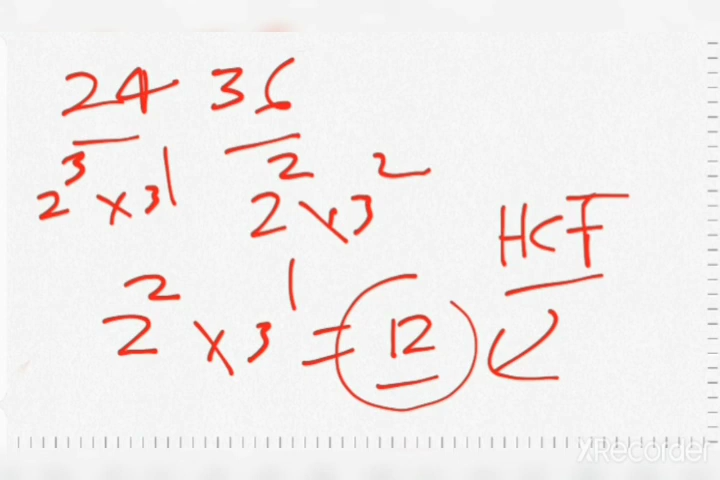 24 36
2³ x 3¹ 2² x 3²
HCF
2² x 3¹ = 12
XRecorder